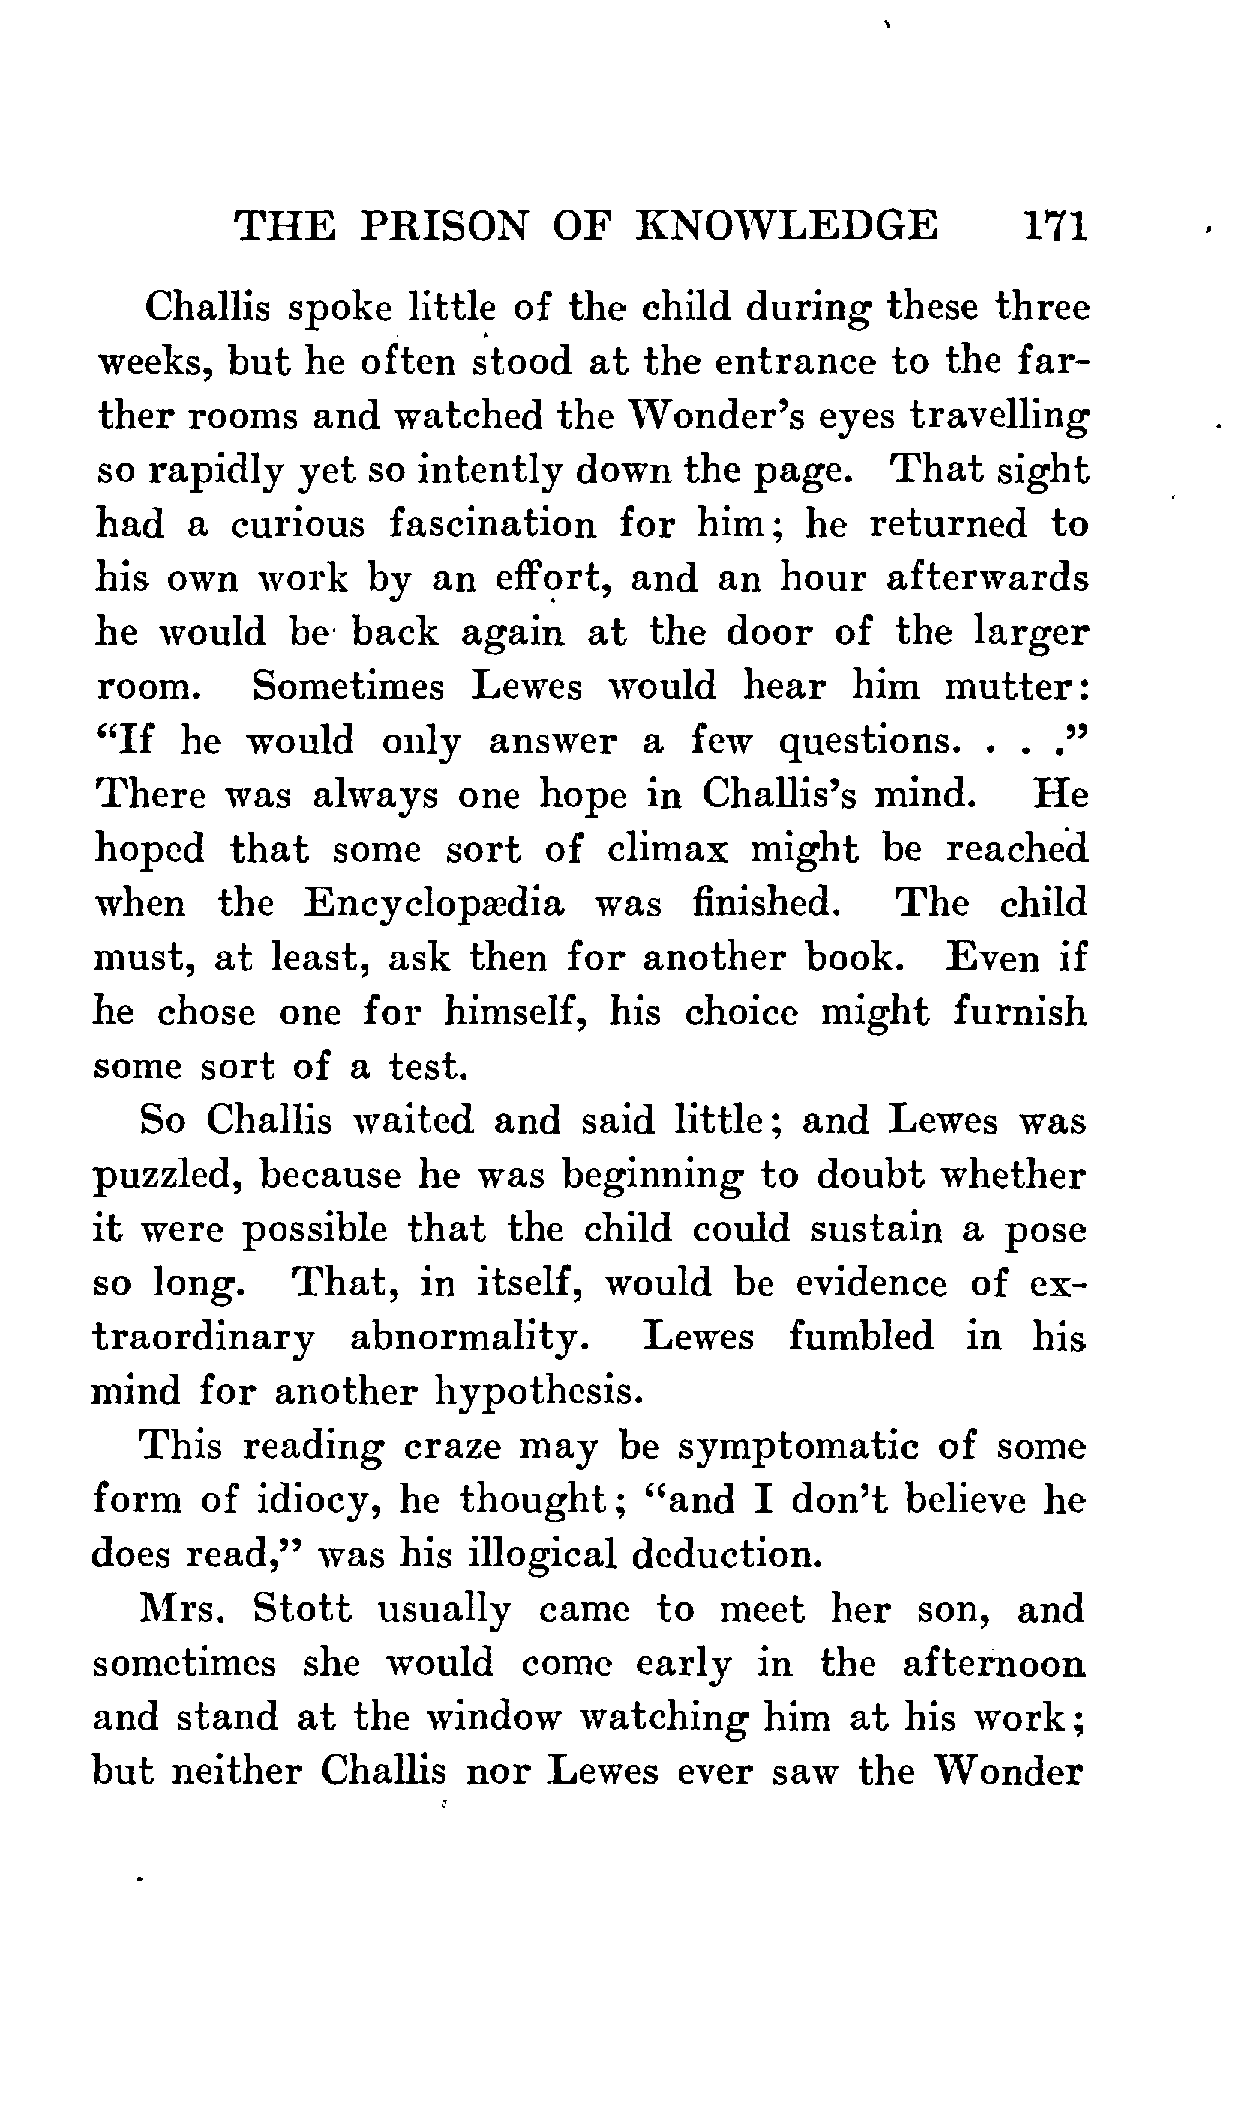 THE PRISON OF KNOWLEDGE 171
Challis spoke little of the child during these three
weeks, but he often stood at the entrance to the far-
ther rooms and watched the Wonder's eyes travelling
so rapidly yet so intently down the page. That sight
had a curious fascination for him; he returned to
his own work by an effort, and an hour afterwards
he would be back again at the door of the larger
room. Sometimes Lewes would hear him mutter:
"If he would only answer a few questions. . . ."
There was always one hope in Challis's mind. He
hoped that some sort of climax might be reached
when the Encyclopædia was finished. The child
must, at least, ask then for another book. Even if
he chose one for himself, his choice might furnish
some sort of a test.
So Challis waited and said little; and Lewes was
puzzled, because he was beginning to doubt whether
it were possible that the child could sustain a pose
so long. That, in itself, would be evidence of ex-
traordinary abnormality. Lewes fumbled in his
mind for another hypothesis.
This reading craze may be symptomatic of some
form of idiocy, he thought; "and I don't believe he
does read," was his illogical deduction.
Mrs. Stott usually came to meet her son, and
sometimes she would come early in the afternoon
and stand at the window watching him at his work;
but neither Challis nor Lewes ever saw the Wonder